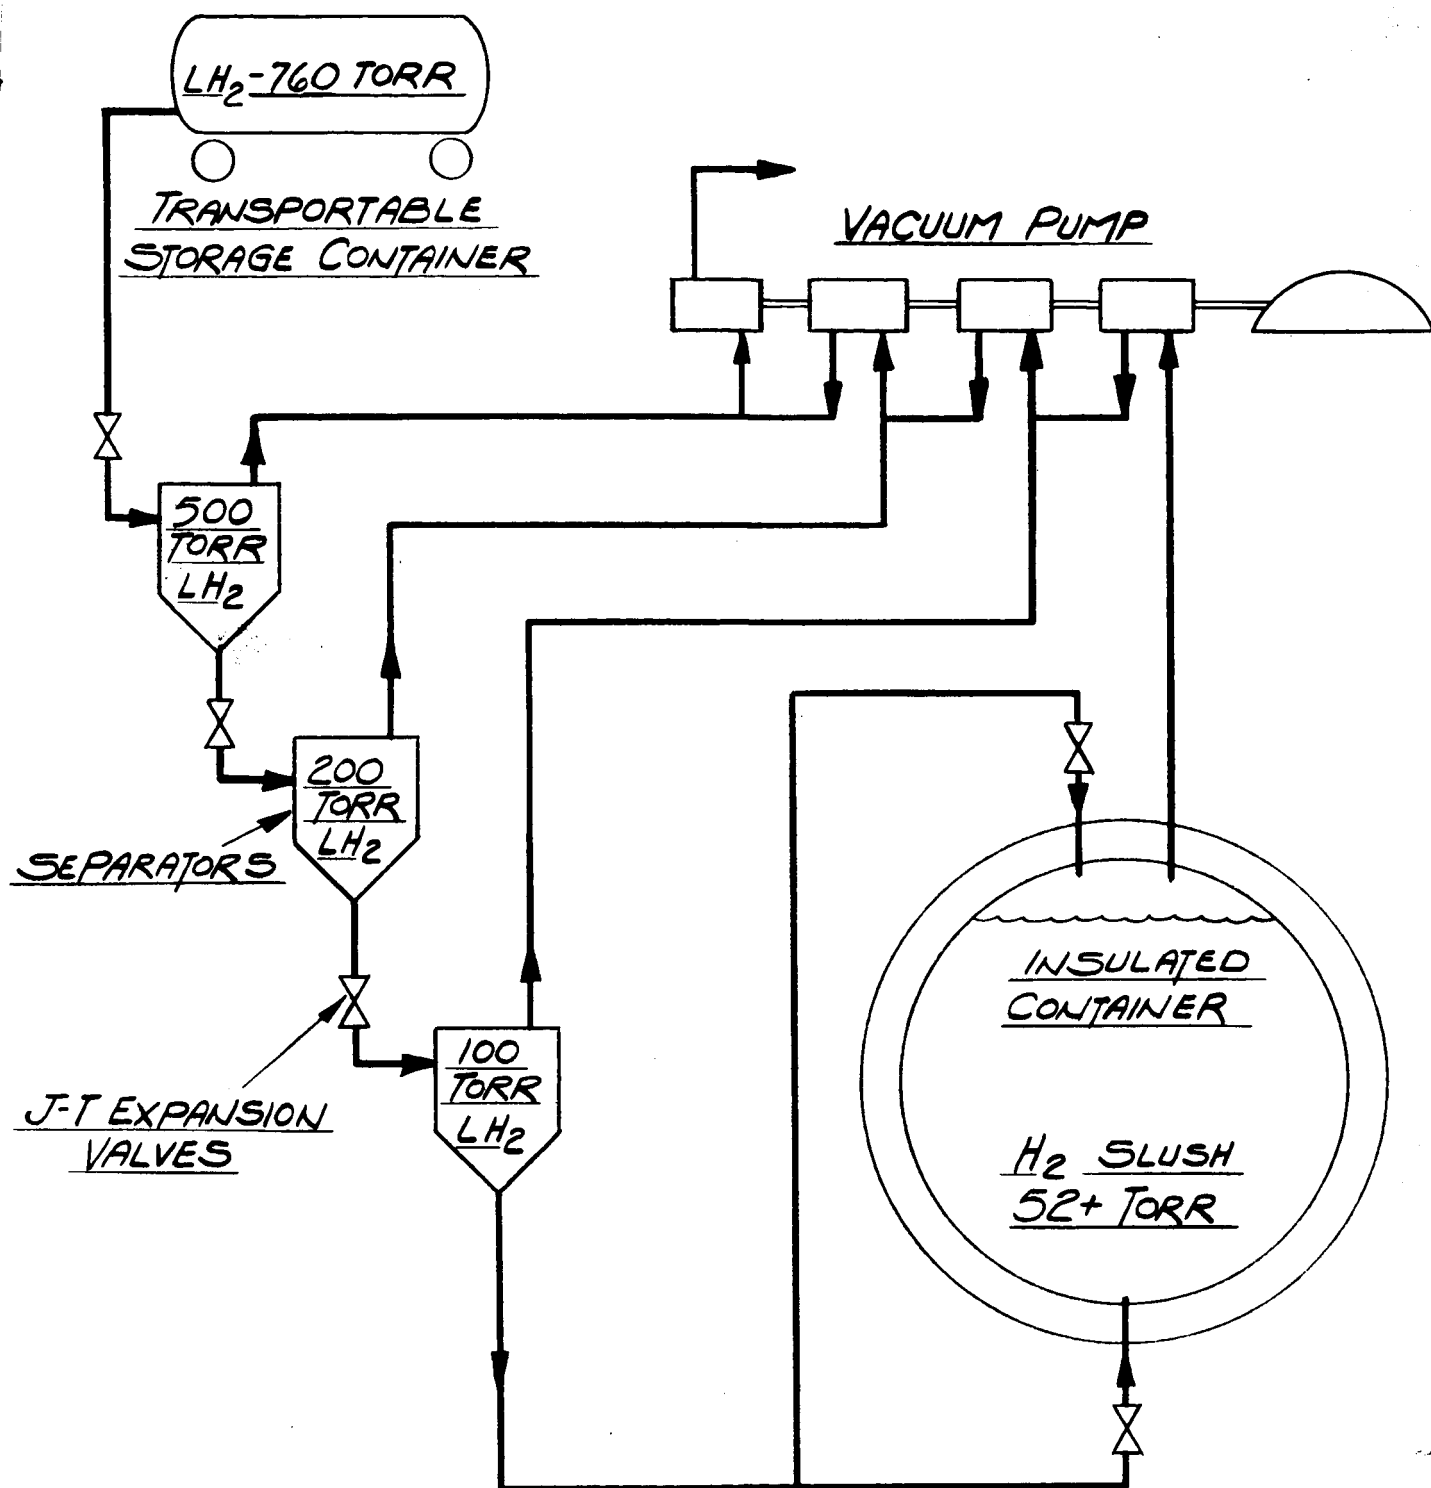 LH₂-760 TORR
TRANSPORTABLE
STORAGE CONTAINER
VACUUM PUMP
500
TORR
LH₂
200
TORR
LH₂
SEPARATORS
INSULATED
CONTAINER
100
TORR
LH₂
J-T EXPANSION
VALVES
H₂ SLUSH
52+ TORR